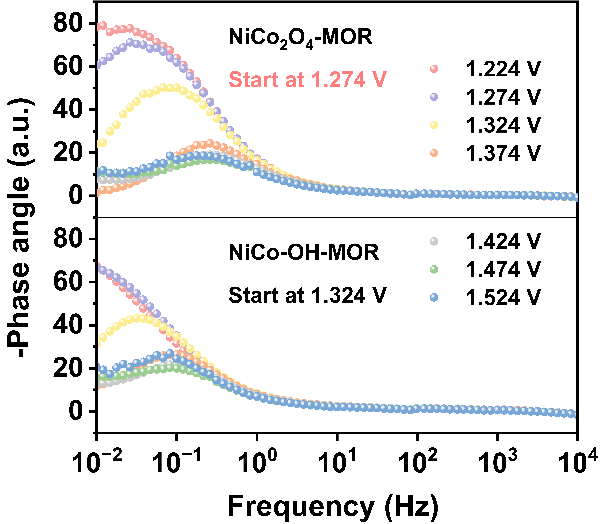 80
60
40
20
0
NiCo₂O₄-MOR
Start at 1.274 V
1.224 V
1.274 V
1.324 V
1.374 V
-Phase angle (a.u.)
80
60
40
20
0
NiCo-OH-MOR
Start at 1.324 V
1.424 V
1.474 V
1.524 V
10⁻² 10⁻¹ 10⁰ 10¹ 10² 10³ 10⁴
Frequency (Hz)